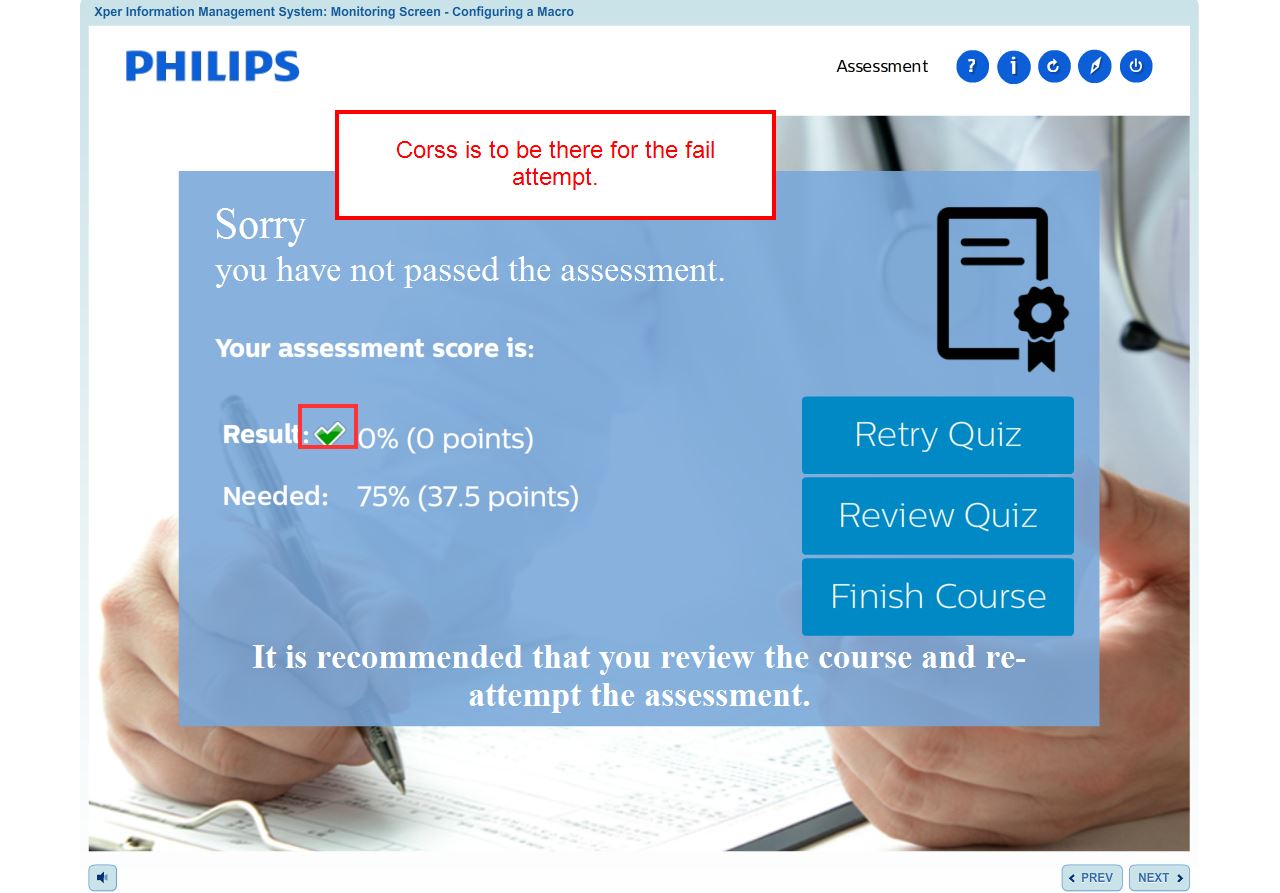 Xper Information Management System: Monitoring Screen - Configuring a Macro
PHILIPS
Assessment
Corss is to be there for the fail
attempt.
Sorry
you have not passed the assessment.
Your assessment score is:
Result: 0% (0 points)
Needed: 75% (37.5 points)
Retry Quiz
Review Quiz
Finish Course
It is recommended that you review the course and re-
attempt the assessment.
PREV
NEXT